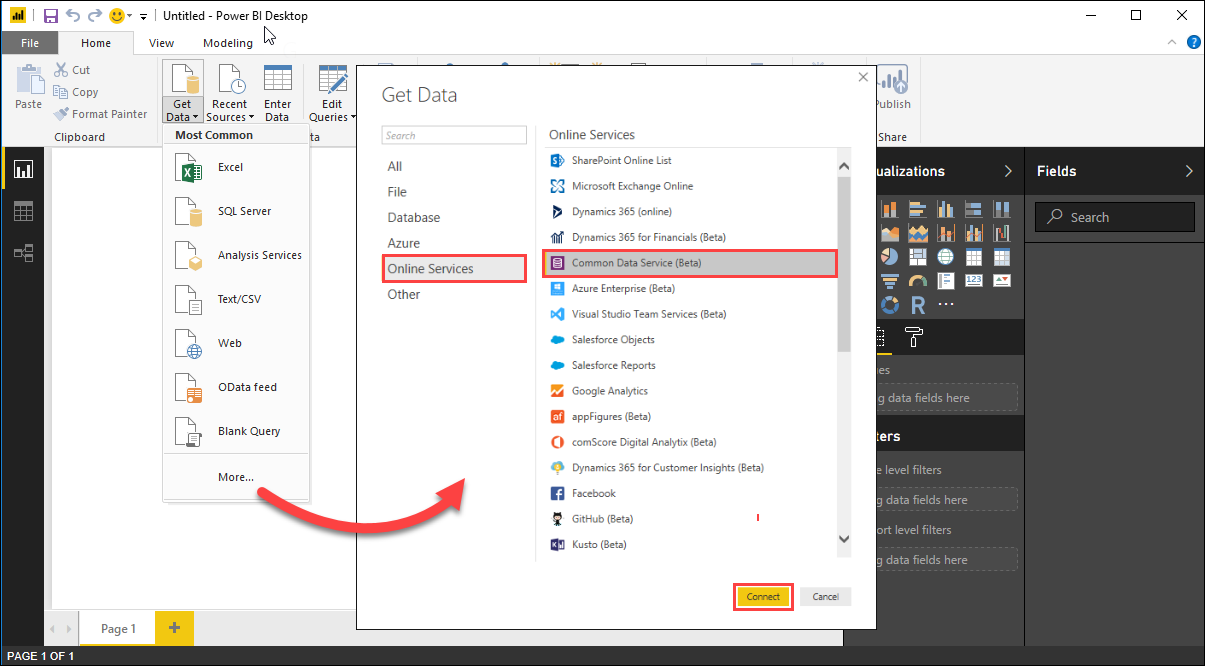 Untitled - Power BI Desktop
File
Home
View
Modeling
?
Paste
Cut
Copy
Format Painter
Clipboard
Get Data
Recent Sources
Enter Data
Edit Queries
ta
Publish
Share
Most Common
Excel
SQL Server
Analysis Services
Text/CSV
Web
OData feed
Blank Query
More...
Get Data
Search
All
File
Database
Azure
Online Services
Other
Online Services
SharePoint Online List
Microsoft Exchange Online
Dynamics 365 (online)
Dynamics 365 for Financials (Beta)
Common Data Service (Beta)
Azure Enterprise (Beta)
Visual Studio Team Services (Beta)
Salesforce Objects
Salesforce Reports
Google Analytics
af appFigures (Beta)
comScore Digital Analytix (Beta)
Dynamics 365 for Customer Insights (Beta)
Facebook
GitHub (Beta)
Kusto (Beta)
Connect
Cancel
ualizations
123
R
...
ues
g data fields here
ters
e level filters
g data fields here
ort level filters
g data fields here
Fields
Search
Page 1
+
PAGE 1 OF 1